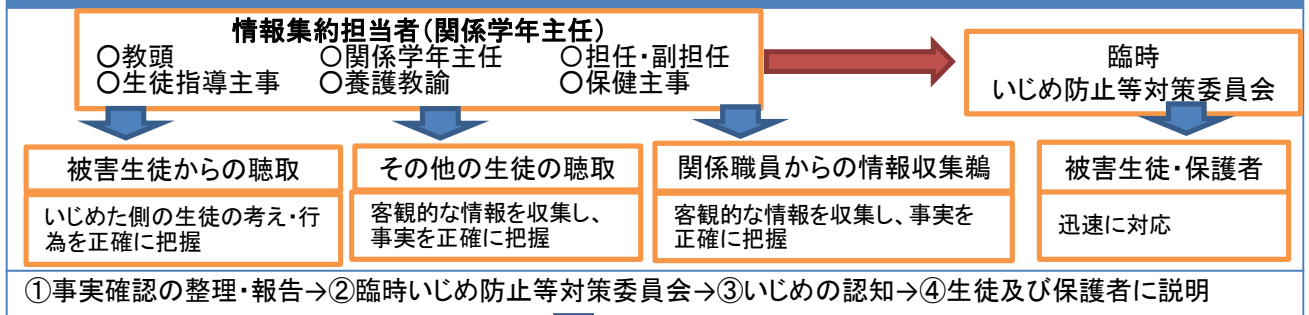 情報集約担当者(関係学年主任)
〇教頭 〇関係学年主任 〇担任・副担任
〇生徒指導主事 〇養護教諭 〇保健主事
臨時
いじめ防止等対策委員会
被害生徒からの聴取
いじめた側の生徒の考え・行
為を正確に把握
その他の生徒の聴取
客観的な情報を収集し、
事実を正確に把握
関係職員からの情報収集鵜
客観的な情報を収集し、事実を
正確に把握
被害生徒・保護者
迅速に対応
①事実確認の整理・報告→②臨時いじめ防止等対策委員会→③いじめの認知→④生徒及び保護者に説明